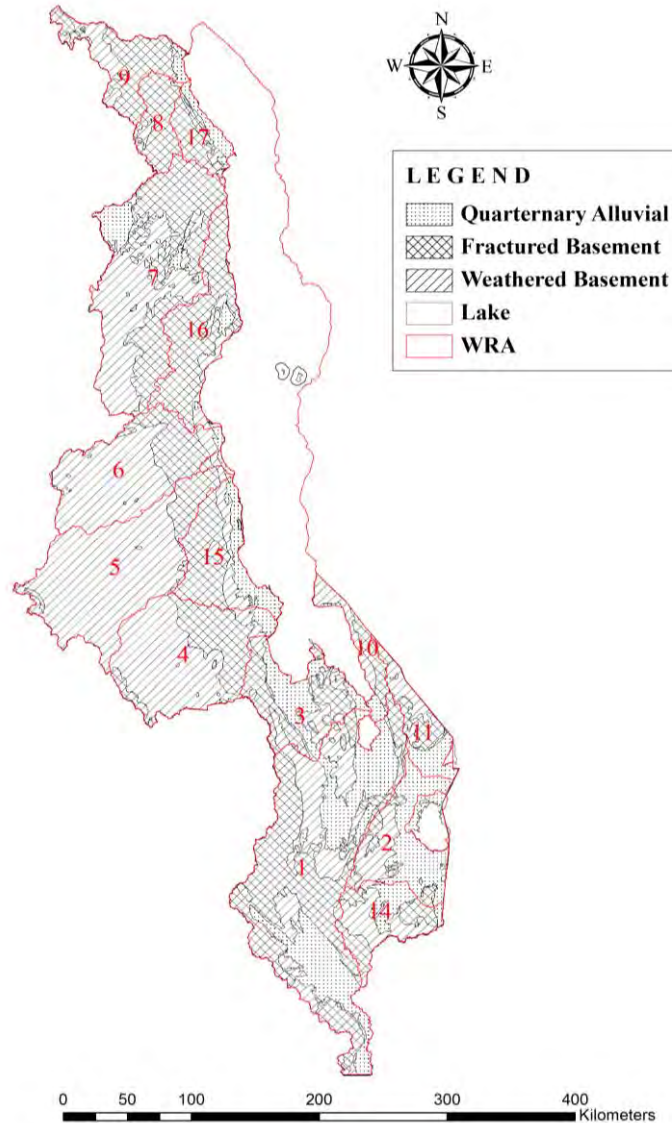 N
W E
S
LEGEND
Quarternary Alluvial
Fractured Basement
Weathered Basement
Lake
WRA
9
8
17
7
16
6
5
15
4
10
3
11
2
1
14
0 50 100 200 300 400
Kilometers